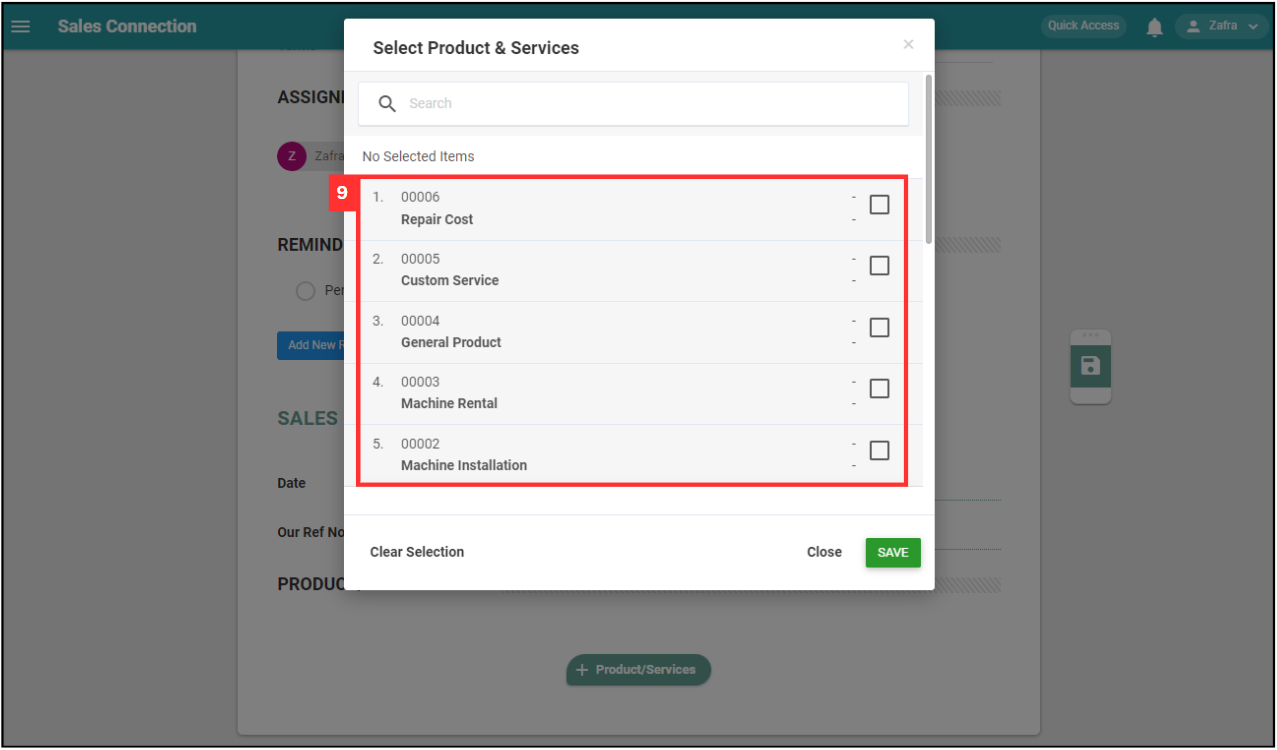 Sales Connection
Quick Access
Zafra
Select Product & Services
×
ASSIGN
Search
Z Zafra
No Selected Items
9
1. 00006 -
Repair Cost -
REMIND
2. 00005 -
Custom Service -
Per
3. 00004 -
General Product -
Add New R
4. 00003 -
Machine Rental -
SALES
5. 00002 -
Machine Installation -
Date
Our Ref No
Clear Selection
Close
SAVE
PRODUC
+ Product/Services